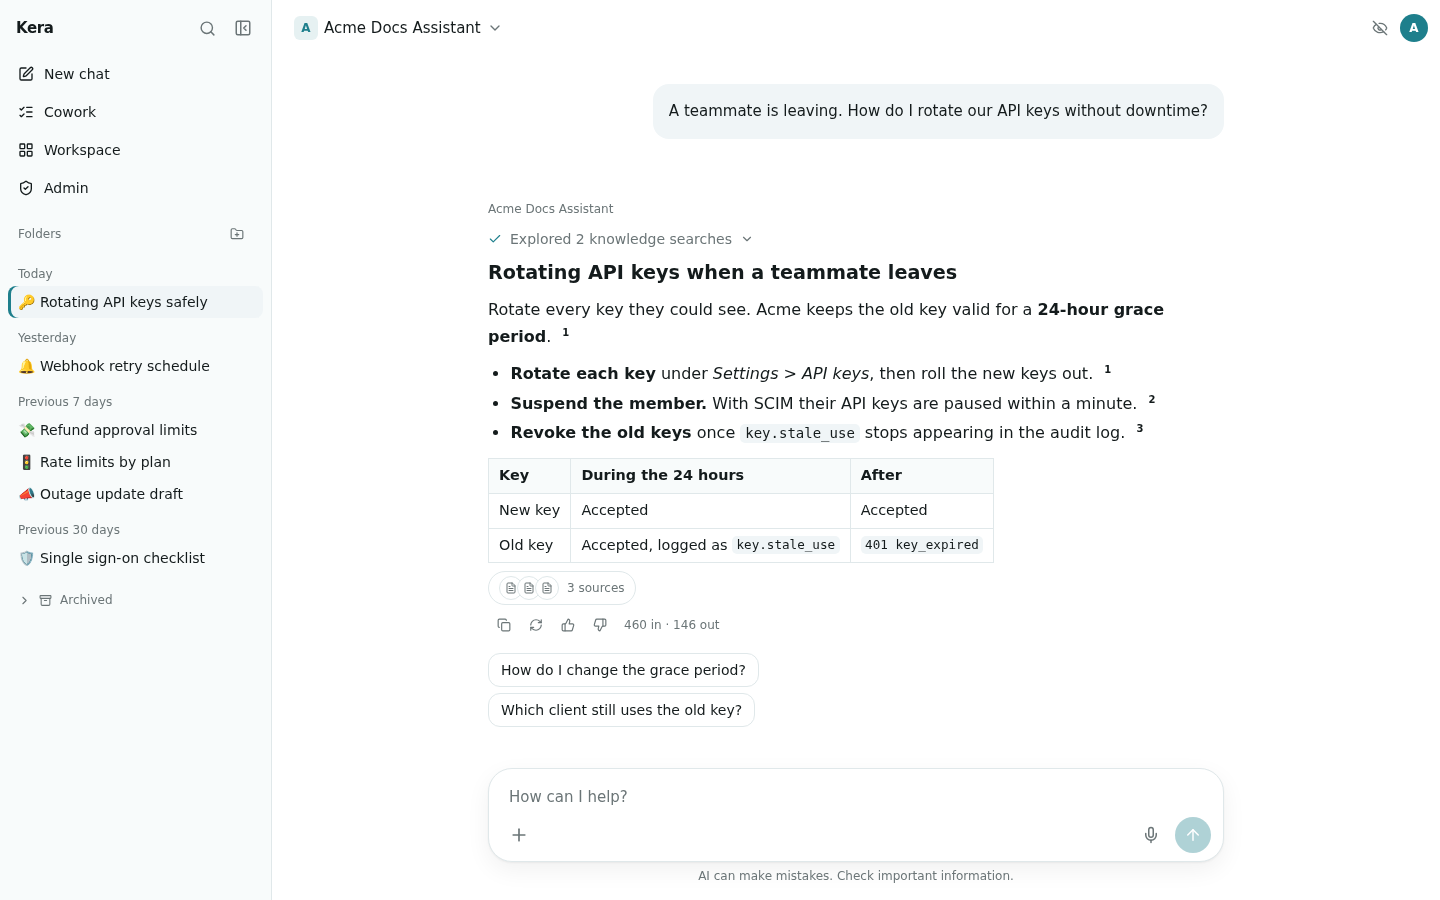 Kera
New chat
Cowork
Workspace
Admin
Folders
Today
🔑 Rotating API keys safely
Yesterday
🔔 Webhook retry schedule
Previous 7 days
💸 Refund approval limits
🚦 Rate limits by plan
📣 Outage update draft
Previous 30 days
🛡️ Single sign-on checklist
Archived
A Acme Docs Assistant
A
A teammate is leaving. How do I rotate our API keys without downtime?
Acme Docs Assistant
Explored 2 knowledge searches
Rotating API keys when a teammate leaves
Rotate every key they could see. Acme keeps the old key valid for a 24-hour grace
period. 1
• Rotate each key under Settings > API keys, then roll the new keys out. 1
• Suspend the member. With SCIM their API keys are paused within a minute. 2
• Revoke the old keys once key.stale_use stops appearing in the audit log. 3
Key During the 24 hours After
New key Accepted Accepted
Old key Accepted, logged as key.stale_use 401 key_expired
3 sources
460 in · 146 out
How do I change the grace period?
Which client still uses the old key?
How can I help?
AI can make mistakes. Check important information.